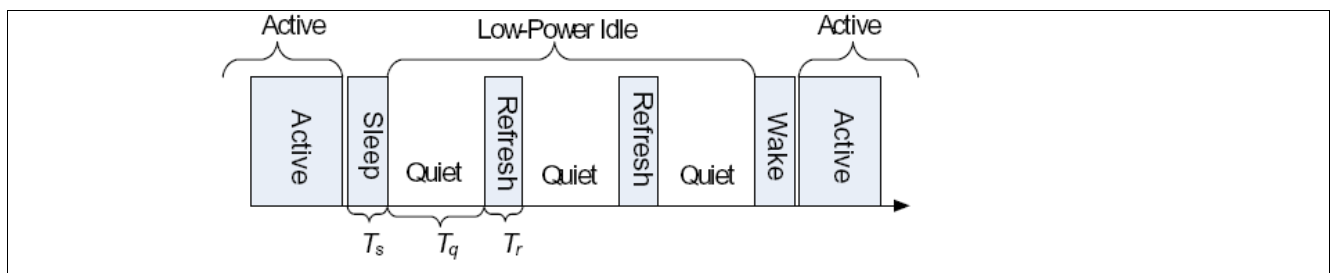 Active
Low-Power Idle
Active
Active
Sleep
Quiet
Refresh
Quiet
Refresh
Quiet
Wake
Active
Ts
Tq
Tr